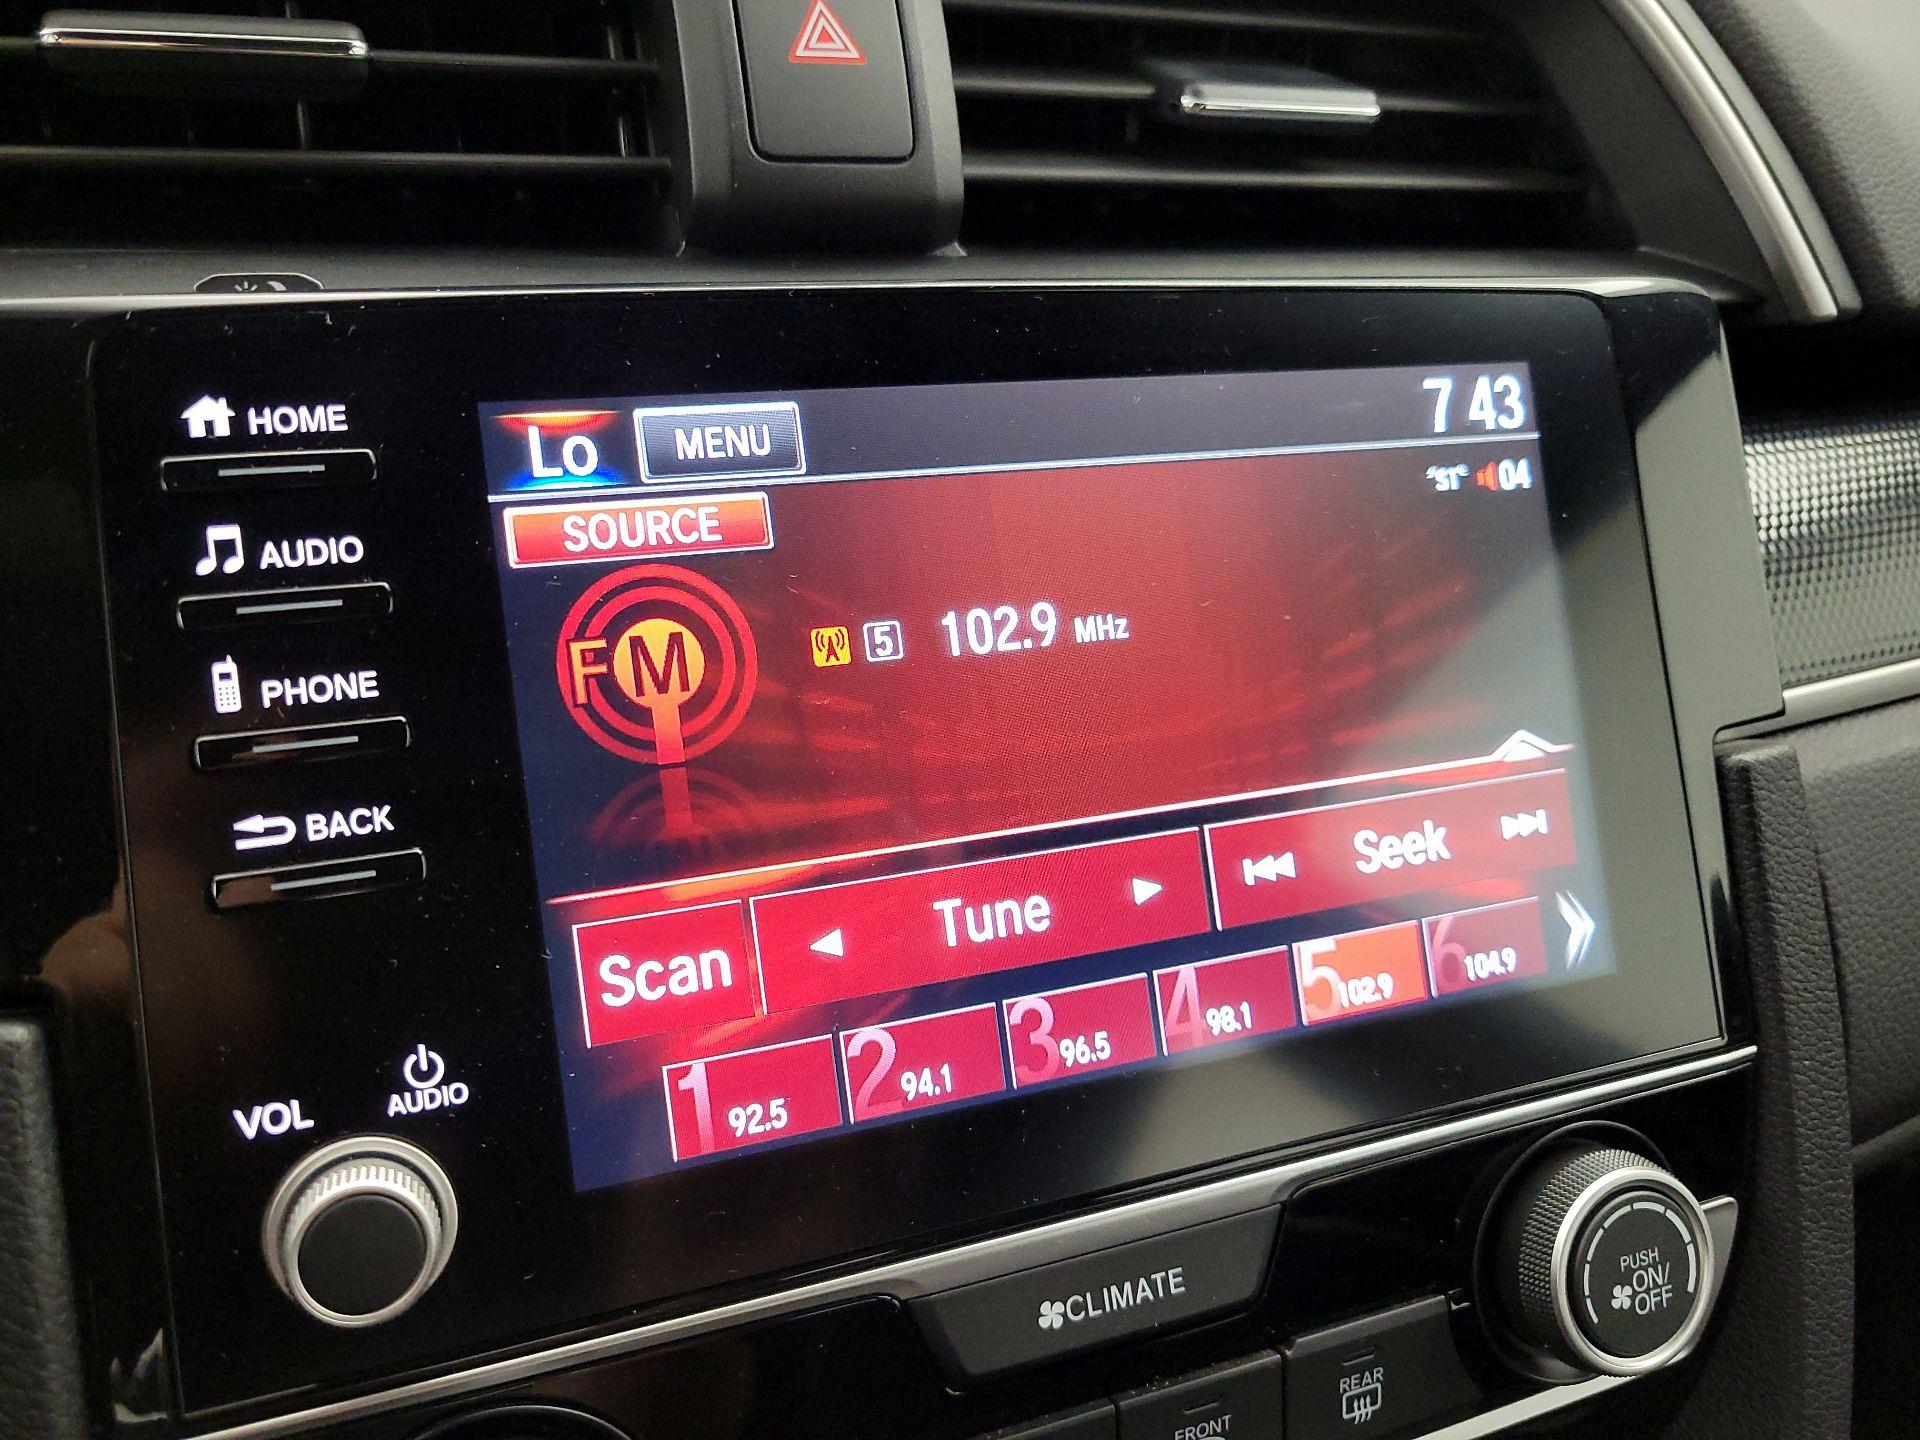 HOME
AUDIO
PHONE
BACK
VOL
AUDIO
Lo
MENU
7 43
SOURCE
ST 04
FM
5 102.9 MHz
Scan
Tune
Seek
1 92.5
2 94.1
3 96.5
4 98.1
5 102.9
6 104.9
CLIMATE
PUSH
ON/
OFF
REAR
FRONT